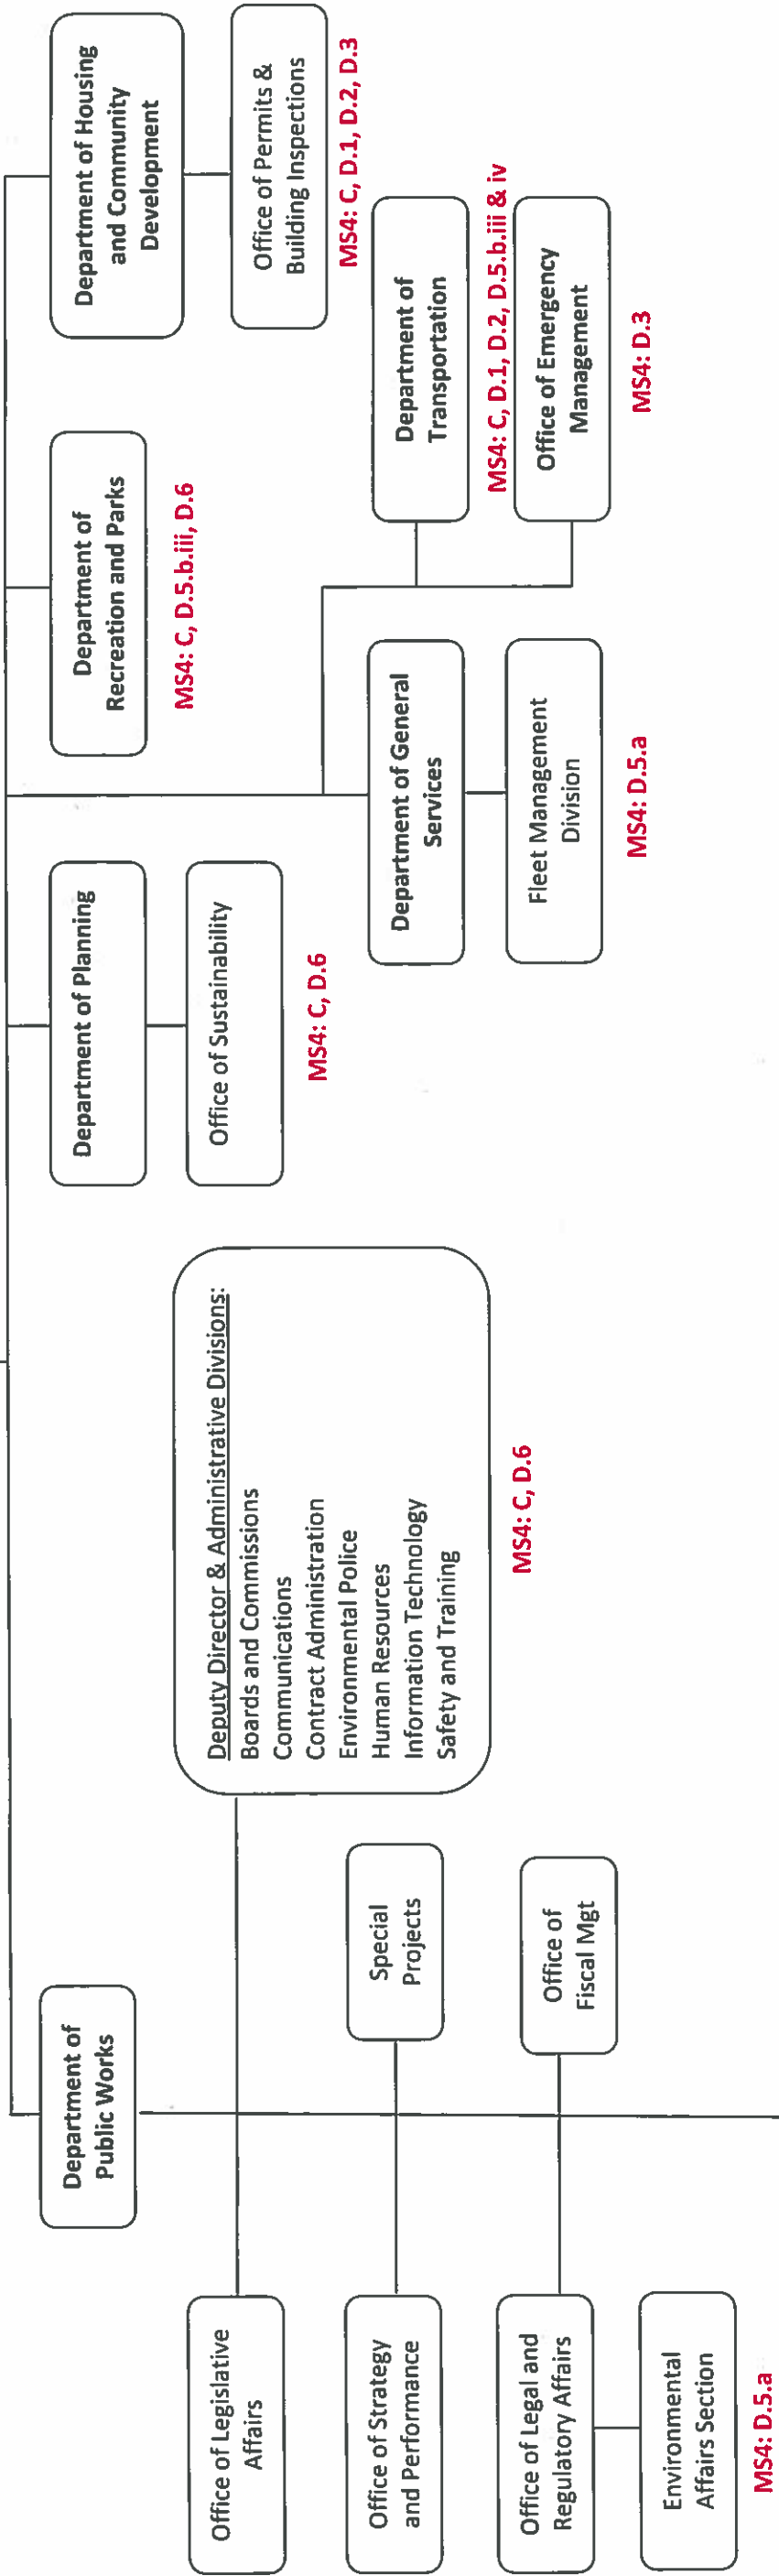 Department of
Public Works
Department of Planning
Department of
Recreation and Parks
Department of Housing
and Community
Development
MS4: C, D.5.b.iii, D.6
Office of Sustainability
MS4: C, D.6
Office of Permits &
Building Inspections
MS4: C, D.1, D.2, D.3
Office of Legislative
Affairs
Deputy Director & Administrative Divisions:
Boards and Commissions
Communications
Contract Administration
Environmental Police
Human Resources
Information Technology
Safety and Training
MS4: C, D.6
Department of General
Services
Department of
Transportation
MS4: C, D.1, D.2, D.5.b.iii & iv
Office of Strategy
and Performance
Special
Projects
Fleet Management
Division
MS4: D.5.a
Office of Emergency
Management
MS4: D.3
Office of Legal and
Regulatory Affairs
Office of
Fiscal Mgt
Environmental
Affairs Section
MS4: D.5.a